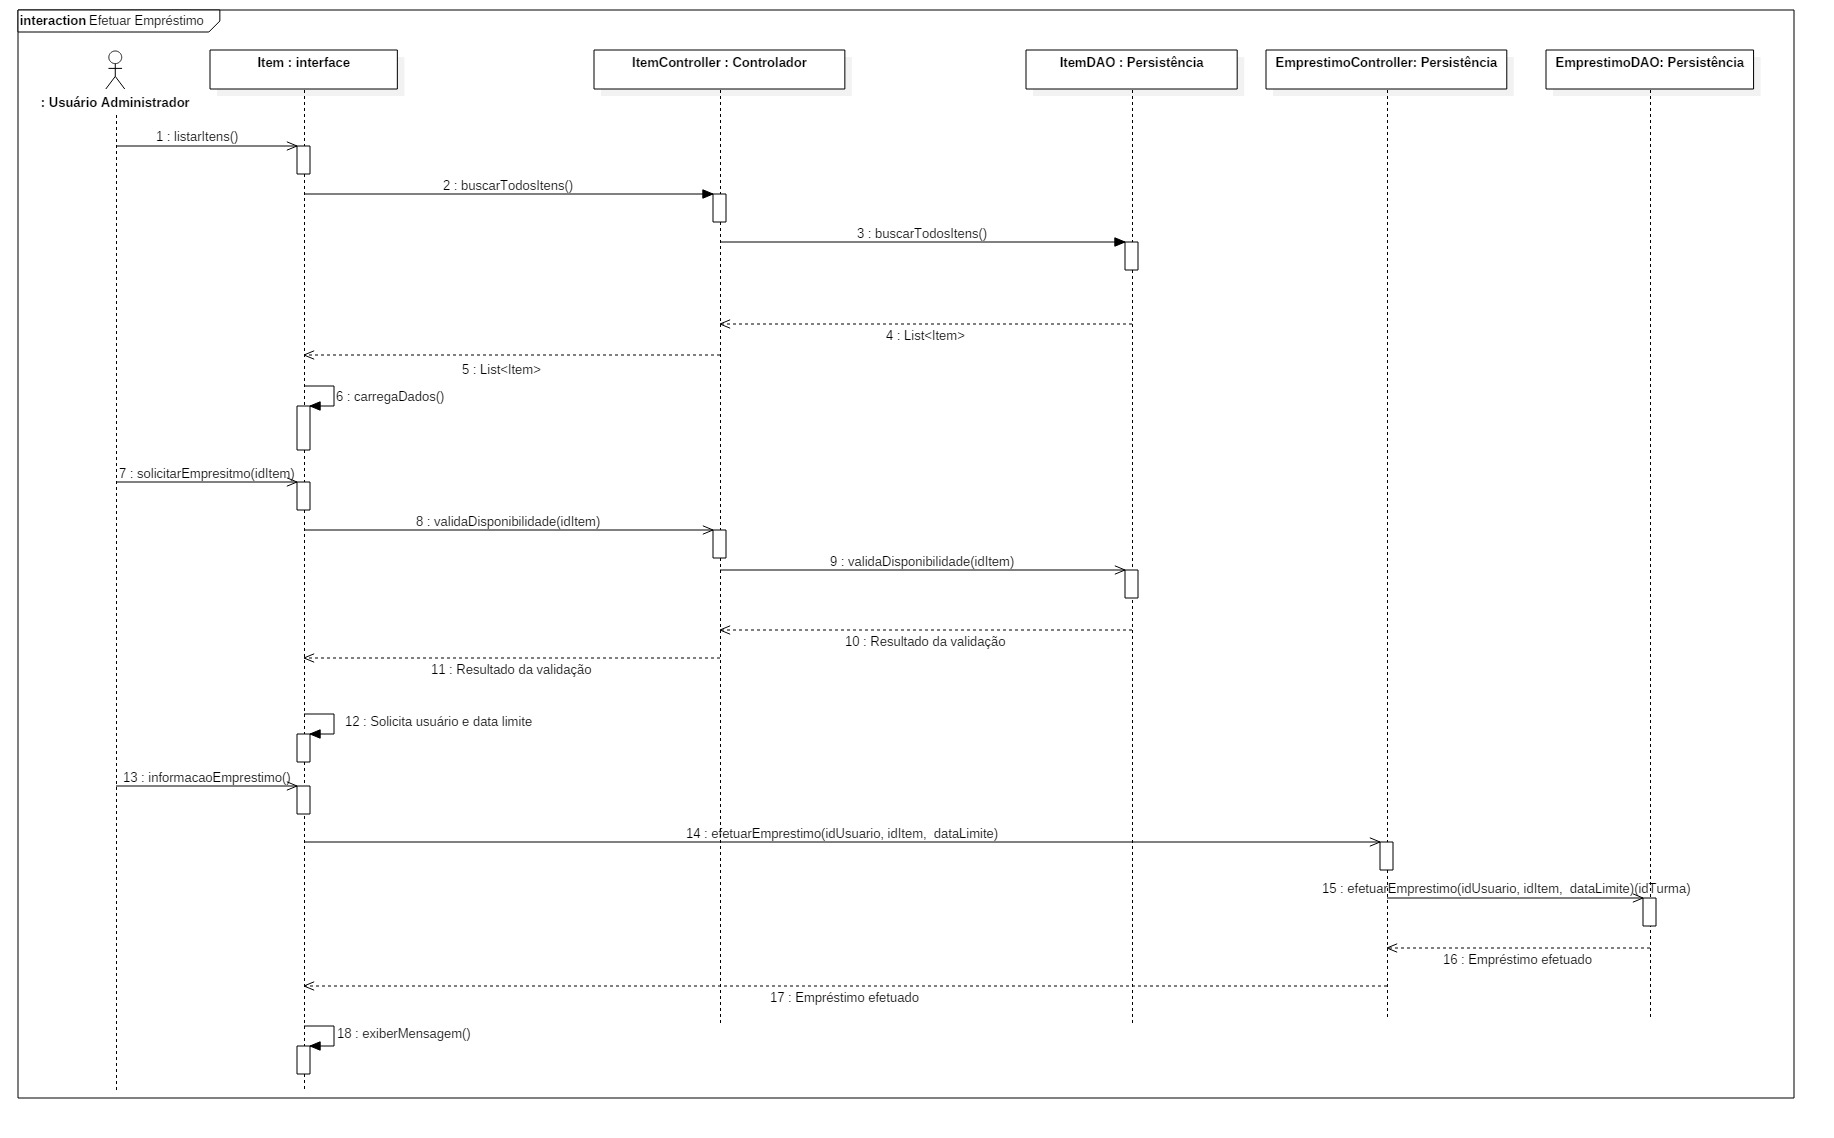 interaction Efetuar Empréstimo
Item : interface
ItemController : Controlador
ItemDAO : Persistência
EmprestimoController: Persistência
EmprestimoDAO: Persistência
: Usuário Administrador
1 : listarItens()
2 : buscarTodosItens()
3 : buscarTodosItens()
4 : List<Item>
5 : List<Item>
6 : carregaDados()
7 : solicitarEmpresitmo(idItem)
8 : validaDisponibilidade(idItem)
9 : validaDisponibilidade(idItem)
10 : Resultado da validação
11 : Resultado da validação
12 : Solicita usuário e data limite
13 : informacaoEmprestimo()
14 : efetuarEmprestimo(idUsuario, idItem,  dataLimite)
15 : efetuarEmprestimo(idUsuario, idItem,  dataLimite)(idTurma)
16 : Empréstimo efetuado
17 : Empréstimo efetuado
18 : exiberMensagem()